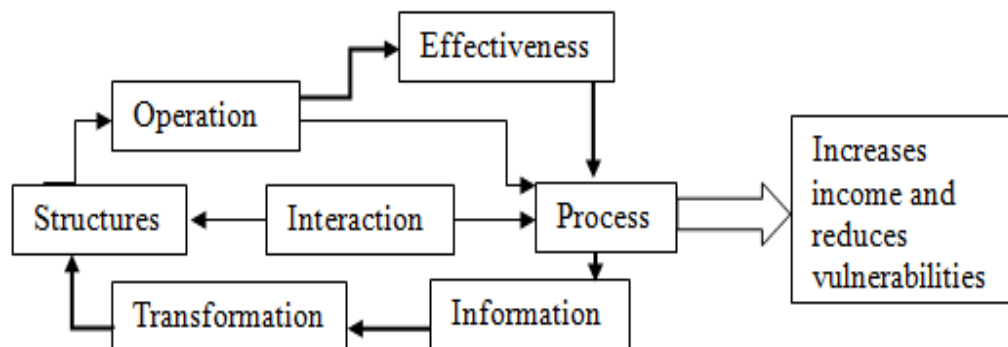 Effectiveness
Operation
Structures
Interaction
Process
Increases
income and
reduces
vulnerabilities
Transformation
Information